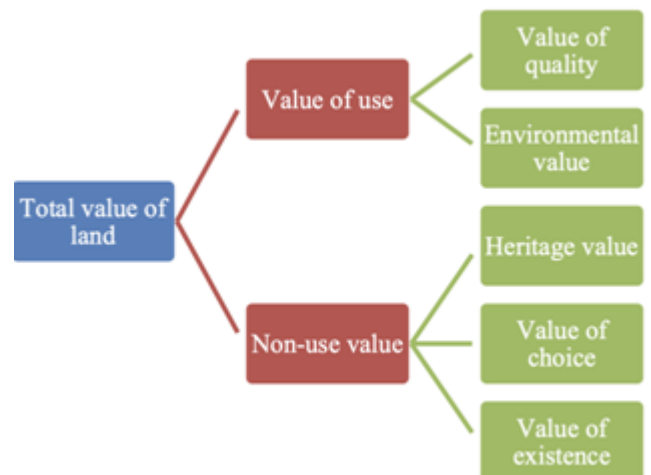 Value of
quality
Value of use
Environmental
value
Total value of
land
Heritage value
Non-use value
Value of
choice
Value of
existence